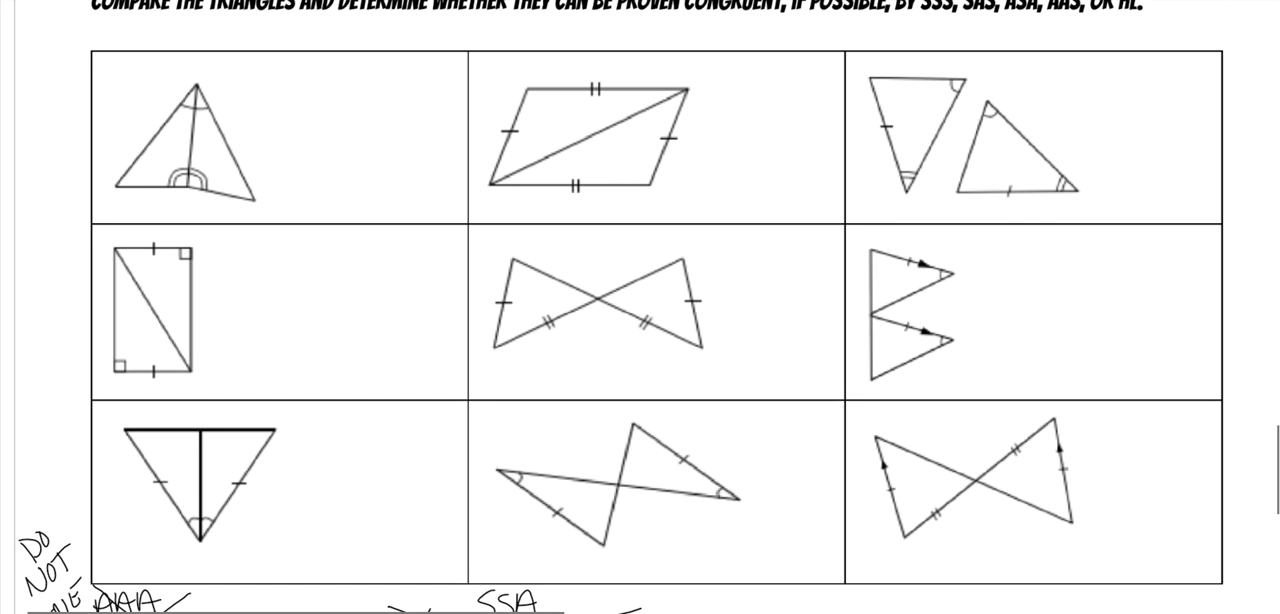 COMPARE THE TRIANGLES AND DETERMINE WHETHER THEY CAN BE PROVEN CONGRUENT, IF POSSIBLE, BY SSS, SAS, ASA, AAS, OR HL.
DO
NOT
AAA
SSA